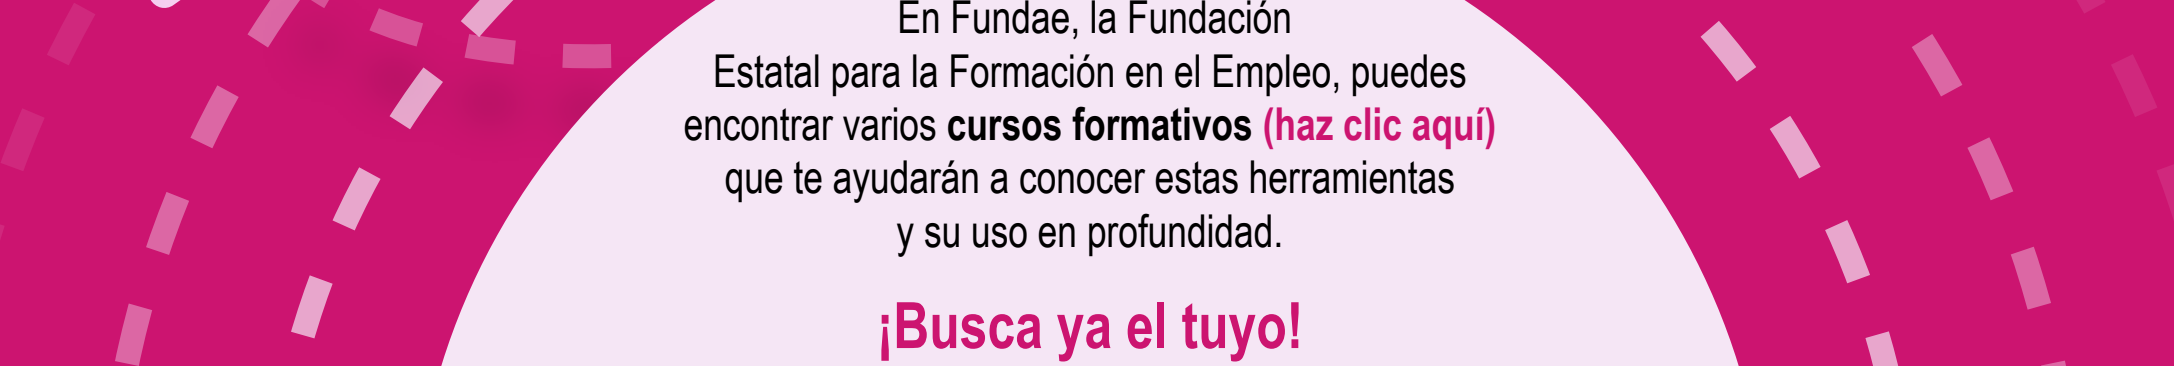 En Fundae, la Fundación
Estatal para la Formación en el Empleo, puedes
encontrar varios cursos formativos (haz clic aquí)
que te ayudarán a conocer estas herramientas
y su uso en profundidad.
¡Busca ya el tuyo!